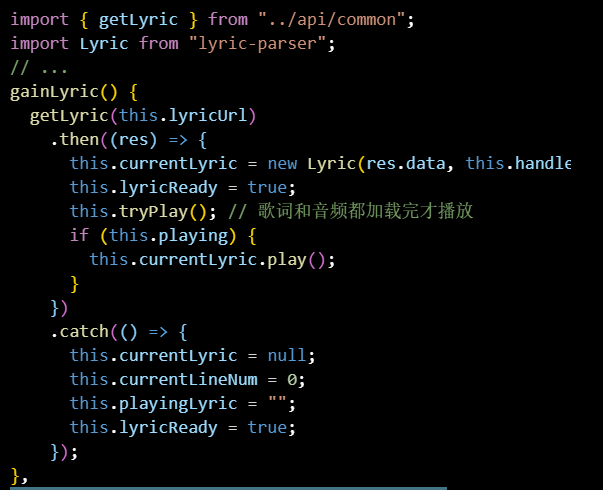 import { getLyric } from "../api/common";
import Lyric from "lyric-parser";
// ...
gainLyric() {
  getLyric(this.lyricUrl)
    .then((res) => {
      this.currentLyric = new Lyric(res.data, this.handle
      this.lyricReady = true;
      this.tryPlay(); // 歌词和音频都加载完才播放
      if (this.playing) {
        this.currentLyric.play();
      }
    })
    .catch(() => {
      this.currentLyric = null;
      this.currentLineNum = 0;
      this.playingLyric = "";
      this.lyricReady = true;
    });
},